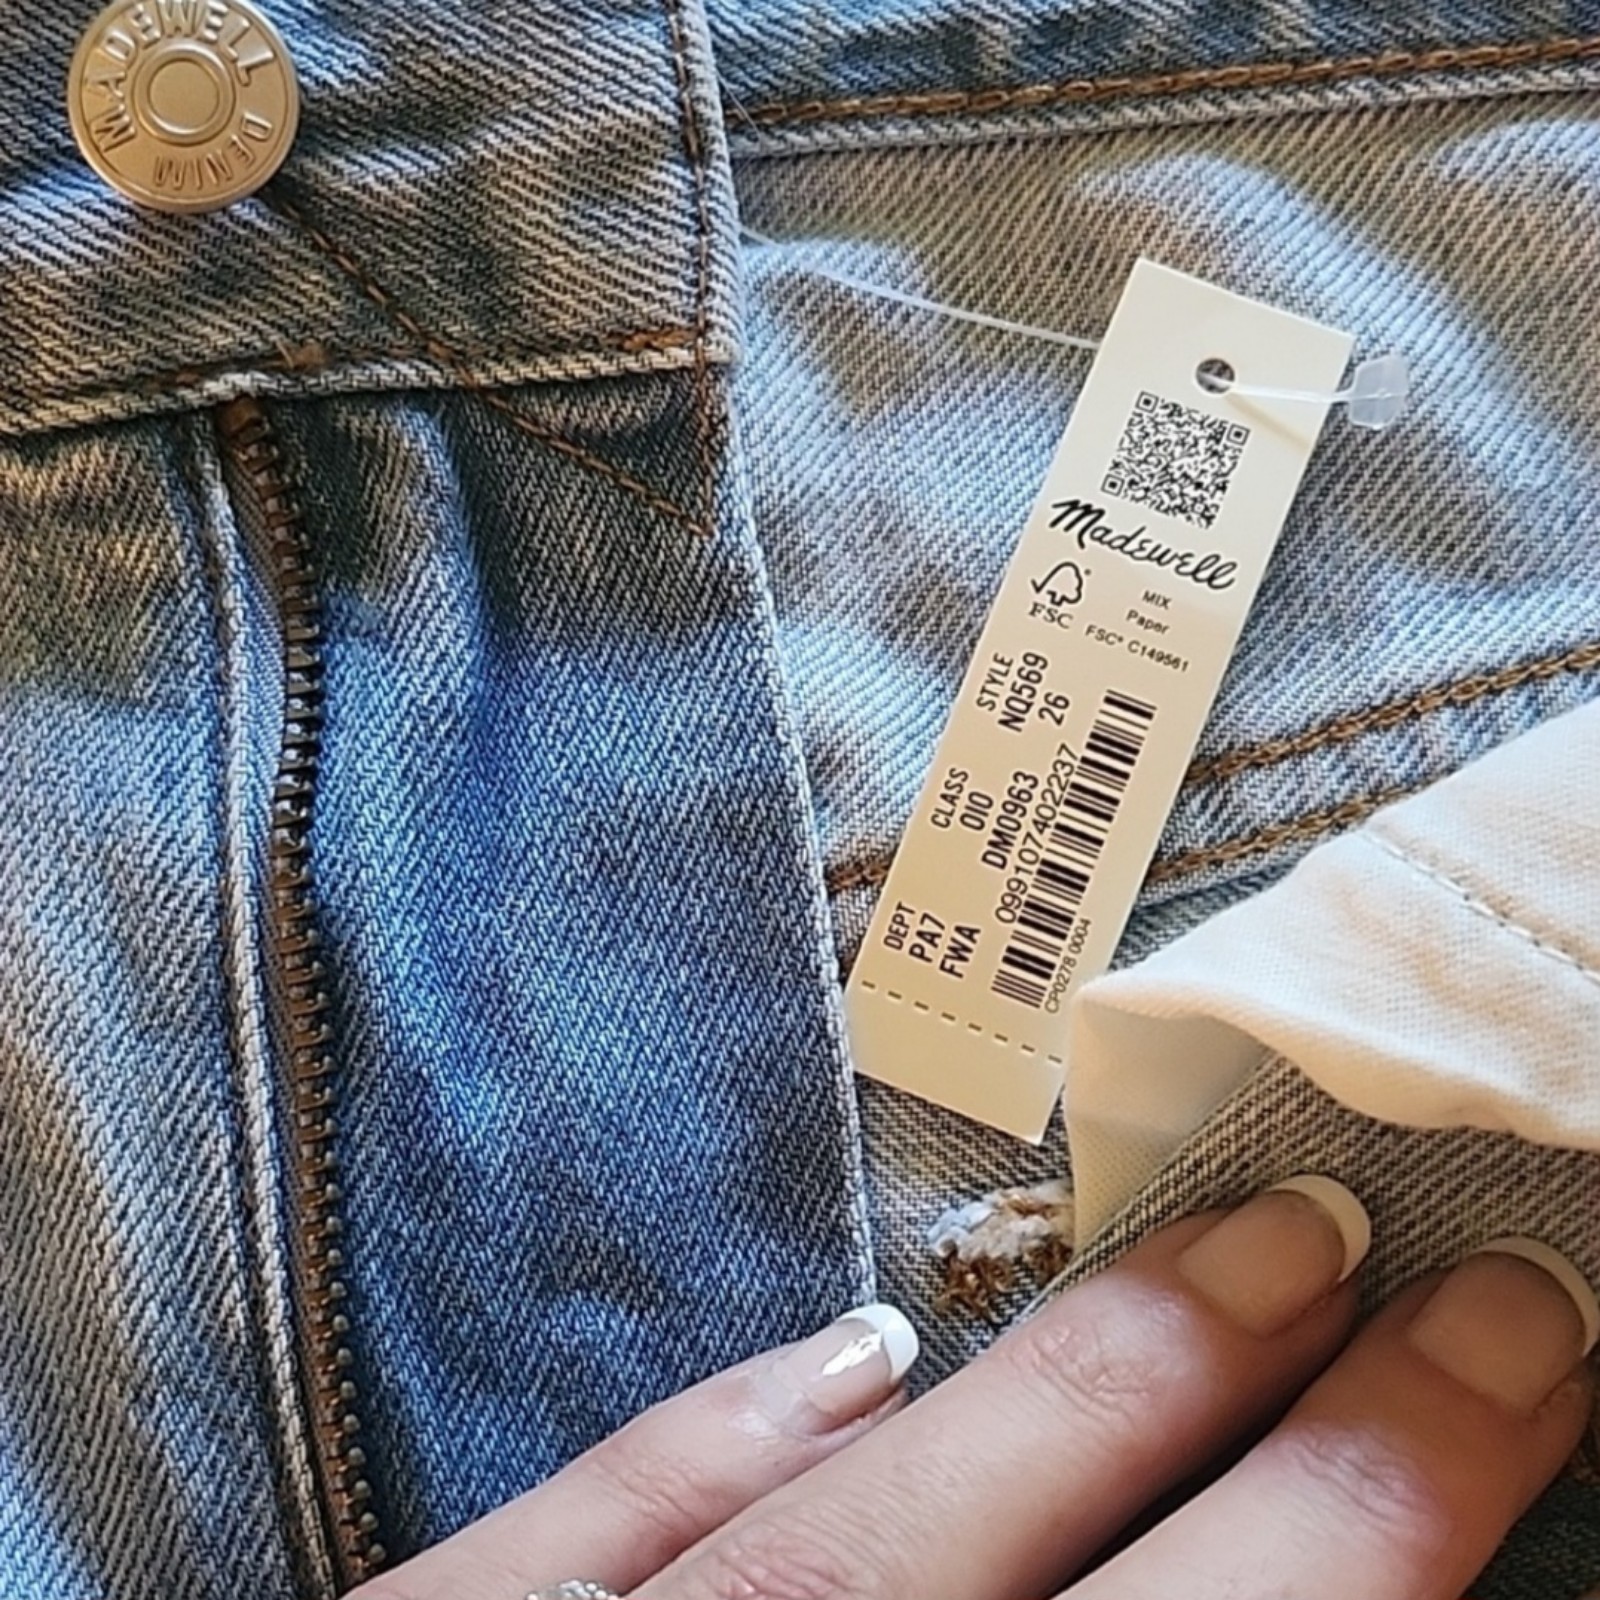 MADEWELL DENIM
Madewell
FSC
MIX
Paper
FSC® C149561
STYLE
NQ569
26
CLASS
OIO
DM0963
DEPT
PA7
FWA
099107402237
CP0278 0004